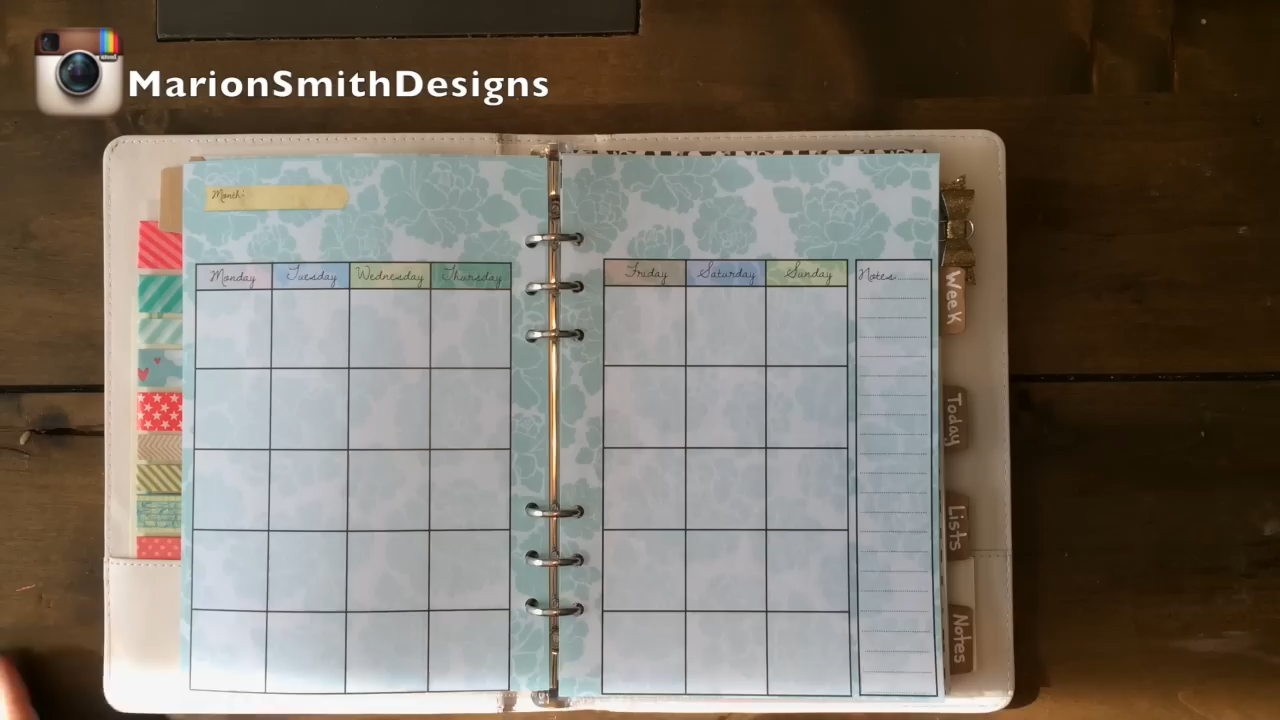 MarionSmithDesigns
Month:
Monday Tuesday Wednesday Thursday
Friday Saturday Sunday Notes
Week
Today
Lists
Notes